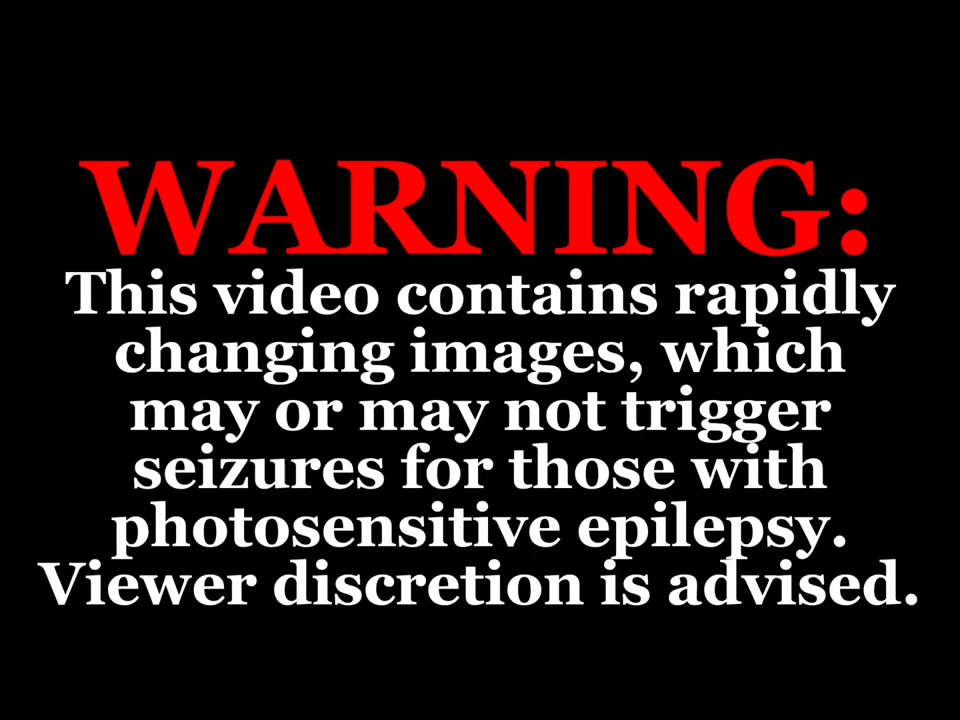 WARNING:
This video contains rapidly
changing images, which
may or may not trigger
seizures for those with
photosensitive epilepsy.
Viewer discretion is advised.